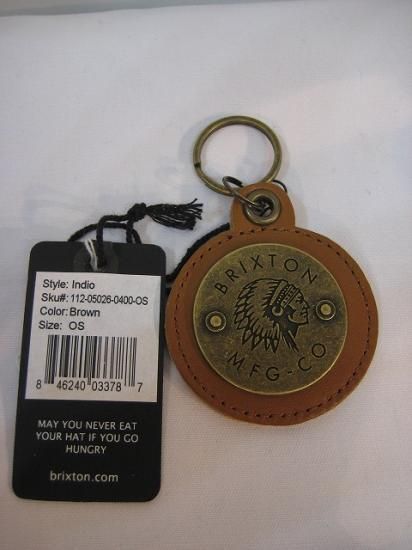 Style: Indio
Sku#: 112-05026-0400-OS
Color: Brown
Size: OS
8 46240 03378 7
MAY YOU NEVER EAT
YOUR HAT IF YOU GO
HUNGRY
brixton.com
BRIXTON
MFG-CO